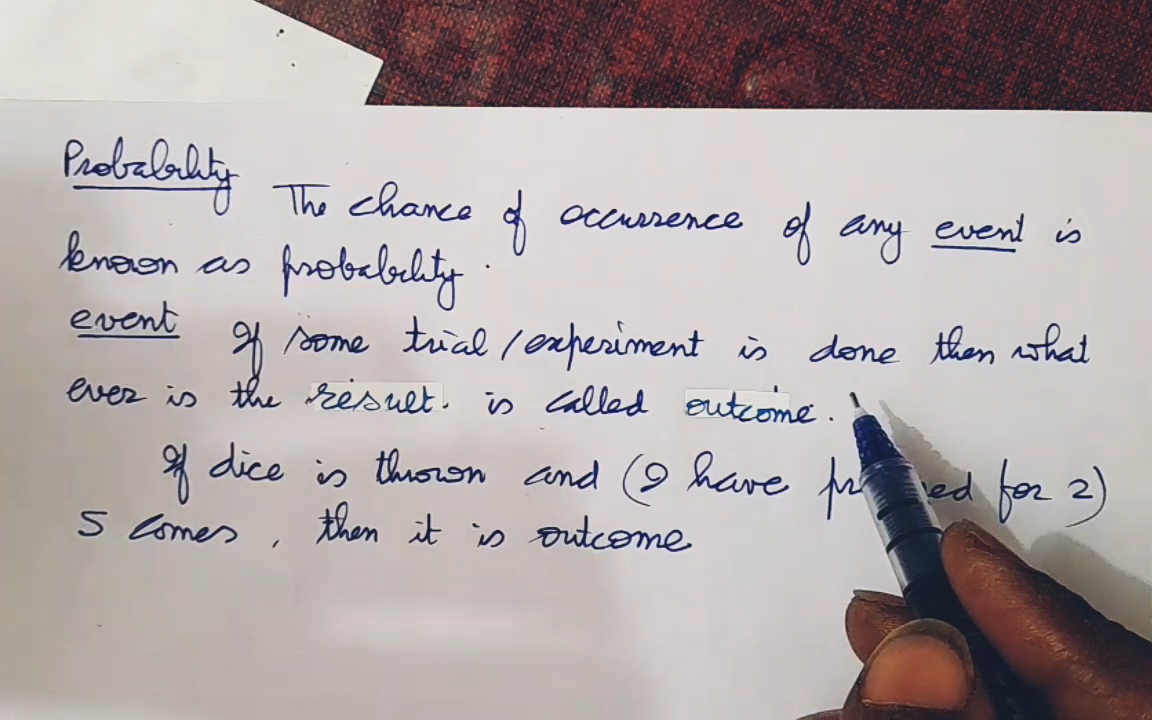 Probability The chance of occurrence of any event is
known as probability.
event If some trial/experiment is done then what
ever is the result. is called outcome.
If dice is thrown and (I have for 2)
5 comes, then it is outcome